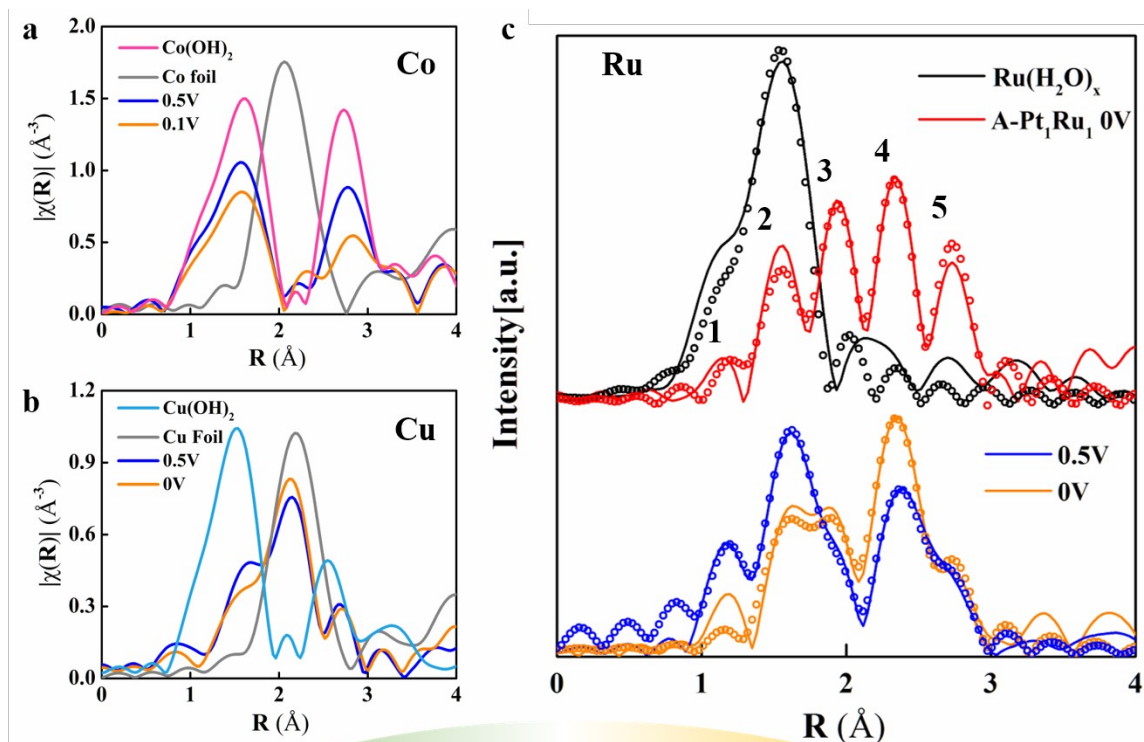 a
Co
Co(OH)₂
Co foil
0.5V
0.1V
|χ(R)| (Å⁻³)
2.0
1.5
1.0
0.5
0.0
0 1 2 3 4
R (Å)
b
Cu
Cu(OH)₂
Cu Foil
0.5V
0V
|χ(R)| (Å⁻³)
1.2
0.9
0.6
0.3
0.0
0 1 2 3 4
R (Å)
c
Ru
Ru(H₂O)ₓ
A-Pt₁Ru₁ 0V
1
2
3
4
5
0.5V
0V
Intensity[a.u.]
0 1 2 3 4
R (Å)